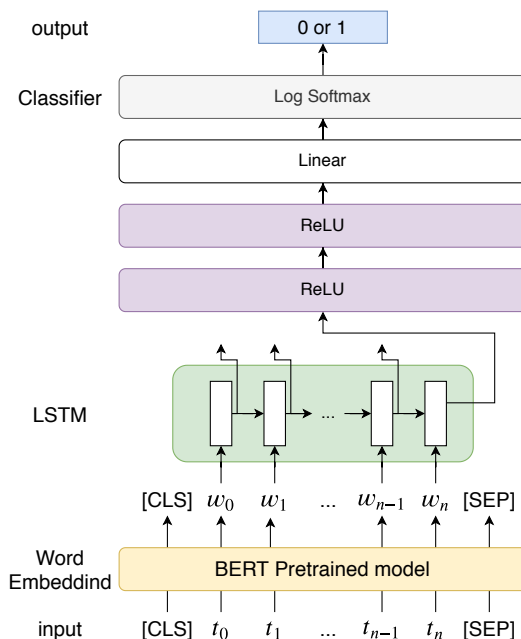 output 0 or 1
Classifier Log Softmax
Linear
ReLU
ReLU
LSTM ...
[CLS] w₀ w₁ ... wₙ₋₁ wₙ [SEP]
Word
Embeddind
BERT Pretrained model
input [CLS] t₀ t₁ ... tₙ₋₁ tₙ [SEP]